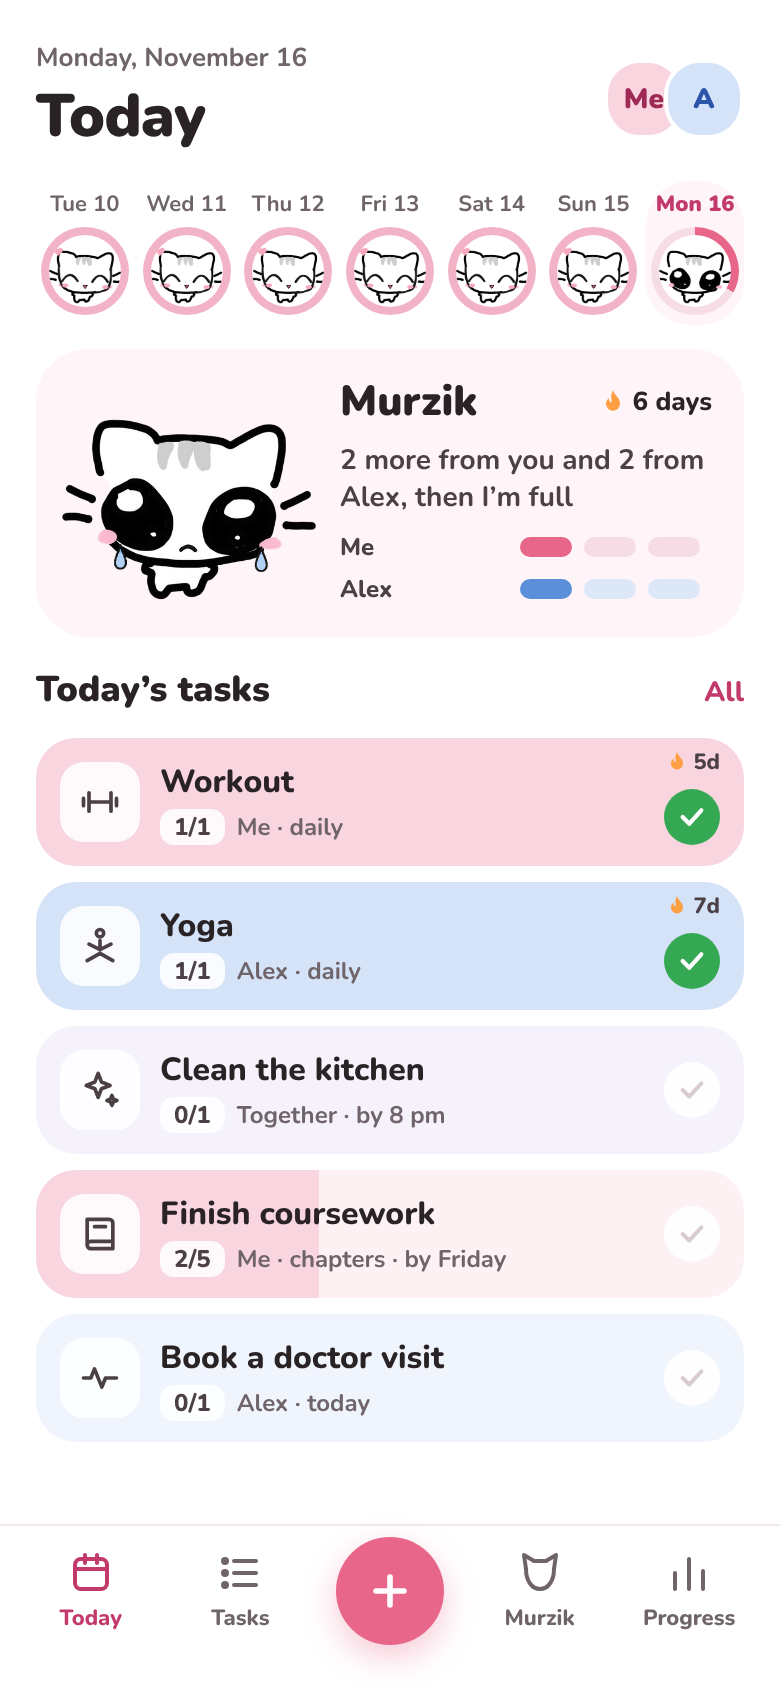 Monday, November 16
Today
Me
A
Tue 10
Wed 11
Thu 12
Fri 13
Sat 14
Sun 15
Mon 16
Murzik
6 days
2 more from you and 2 from
Alex, then I’m full
Me
Alex
Today’s tasks
All
Workout
5d
1/1
Me · daily
Yoga
7d
1/1
Alex · daily
Clean the kitchen
0/1
Together · by 8 pm
Finish coursework
2/5
Me · chapters · by Friday
Book a doctor visit
0/1
Alex · today
Today
Tasks
Murzik
Progress